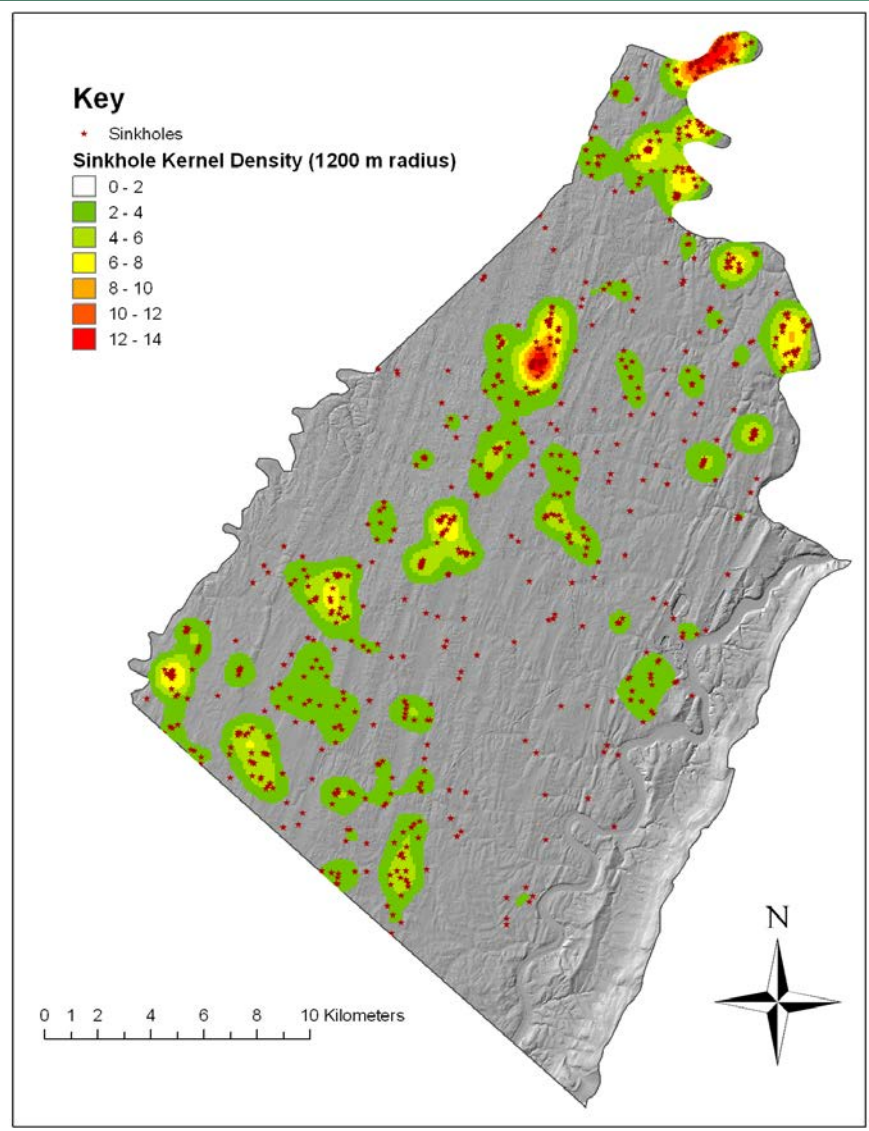 Key
Sinkholes
Sinkhole Kernel Density (1200 m radius)
0 - 2
2 - 4
4 - 6
6 - 8
8 - 10
10 - 12
12 - 14
N
0 1 2 4 6 8 10 Kilometers